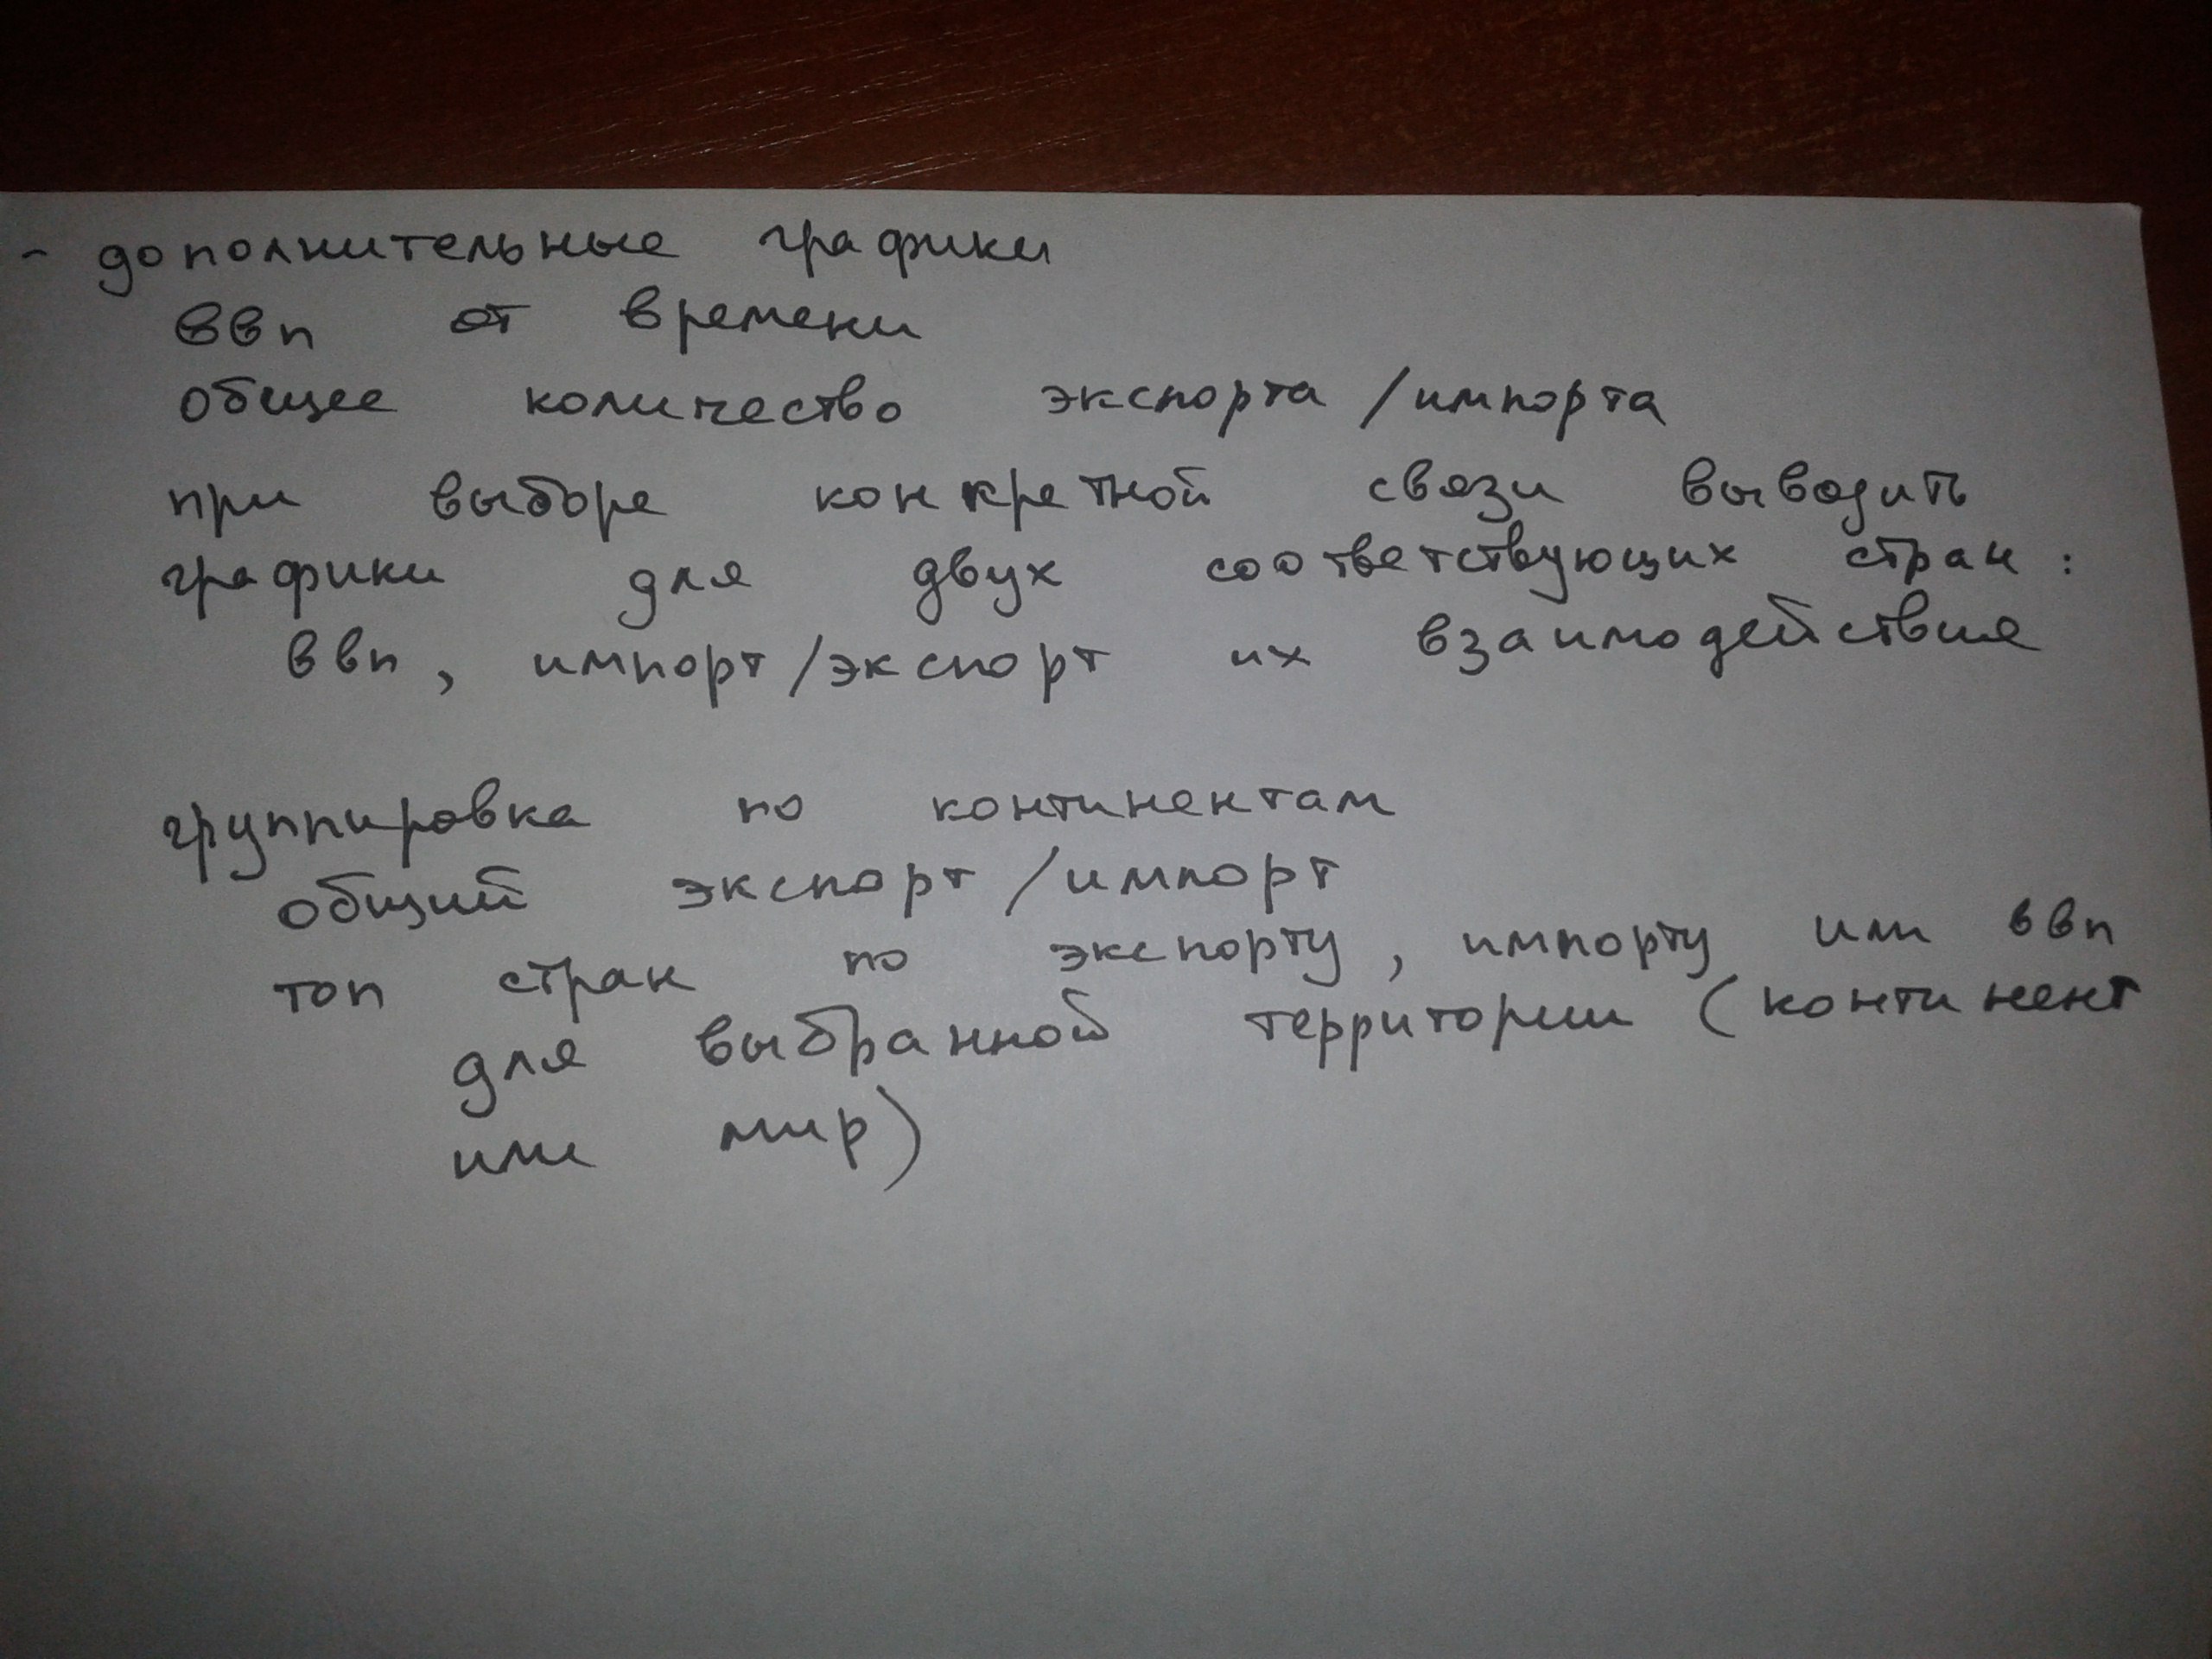 - дополнительные графики
ввп от времени
общее количество экспорта / импорта
при выборе конкретной связи выводить
графики для двух соответствующих стран :
ввп, импорт/экспорт их взаимодействия
группировка по континентам
общий экспорт / импорт
топ стран по экспорту, импорту или ввп
для выбранной территории (континент
или мир)